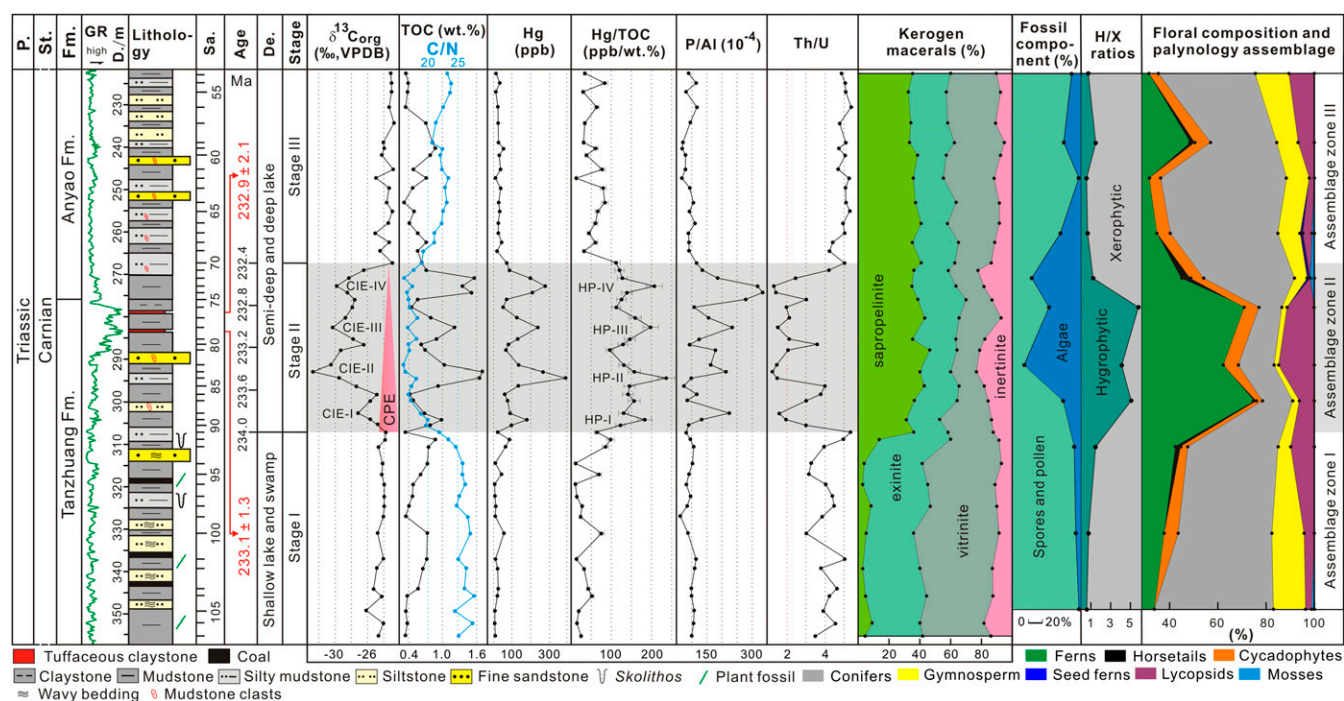 P.
St.
Fm.
GR
high
D./m
Litholo-
gy
Sa.
Age
De.
Stage
δ¹³Corg
(‰,VPDB)
TOC (wt.%)
C/N
20 25
Hg
(ppb)
Hg/TOC
(ppb/wt.%)
P/Al (10⁻⁴)
Th/U
Kerogen
macerals (%)
Fossil
compo-
nent (%)
H/X
ratios
Floral composition and
palynology assemblage
Triassic
Carnian
Anyao Fm.
Tanzhuang Fm.
230
240
250
260
270
290
300
310
320
330
340
350
55
60
65
70
75
80
85
90
95
100
105
Ma
232.9 ± 2.1
233.1 ± 1.3
232.4
232.8
233.2
233.6
234.0
Semi-deep and deep lake
Shallow lake and swamp
Stage III
Stage II
Stage I
CIE-IV
CIE-III
CIE-II
CIE-I
CPE
HP-IV
HP-III
HP-II
HP-I
sapropelinite
exinite
vitrinite
inertinite
Algae
Spores and pollen
Xerophytic
Hygrophytic
Assemblage zone III
Assemblage zone II
Assemblage zone I
-30 -26
0.4 1.0 1.6
100 300
100 200
150 300
2 4
20 40 60 80
0 20%
1 3 5
20 40 60 80 100
(%)
Tuffaceous claystone Coal
Claystone Mudstone Silty mudstone Siltstone Fine sandstone Skolithos Plant fossil
Wavy bedding Mudstone clasts
Ferns Horsetails Cycadophytes
Conifers Gymnosperm Seed ferns Lycopsids Mosses